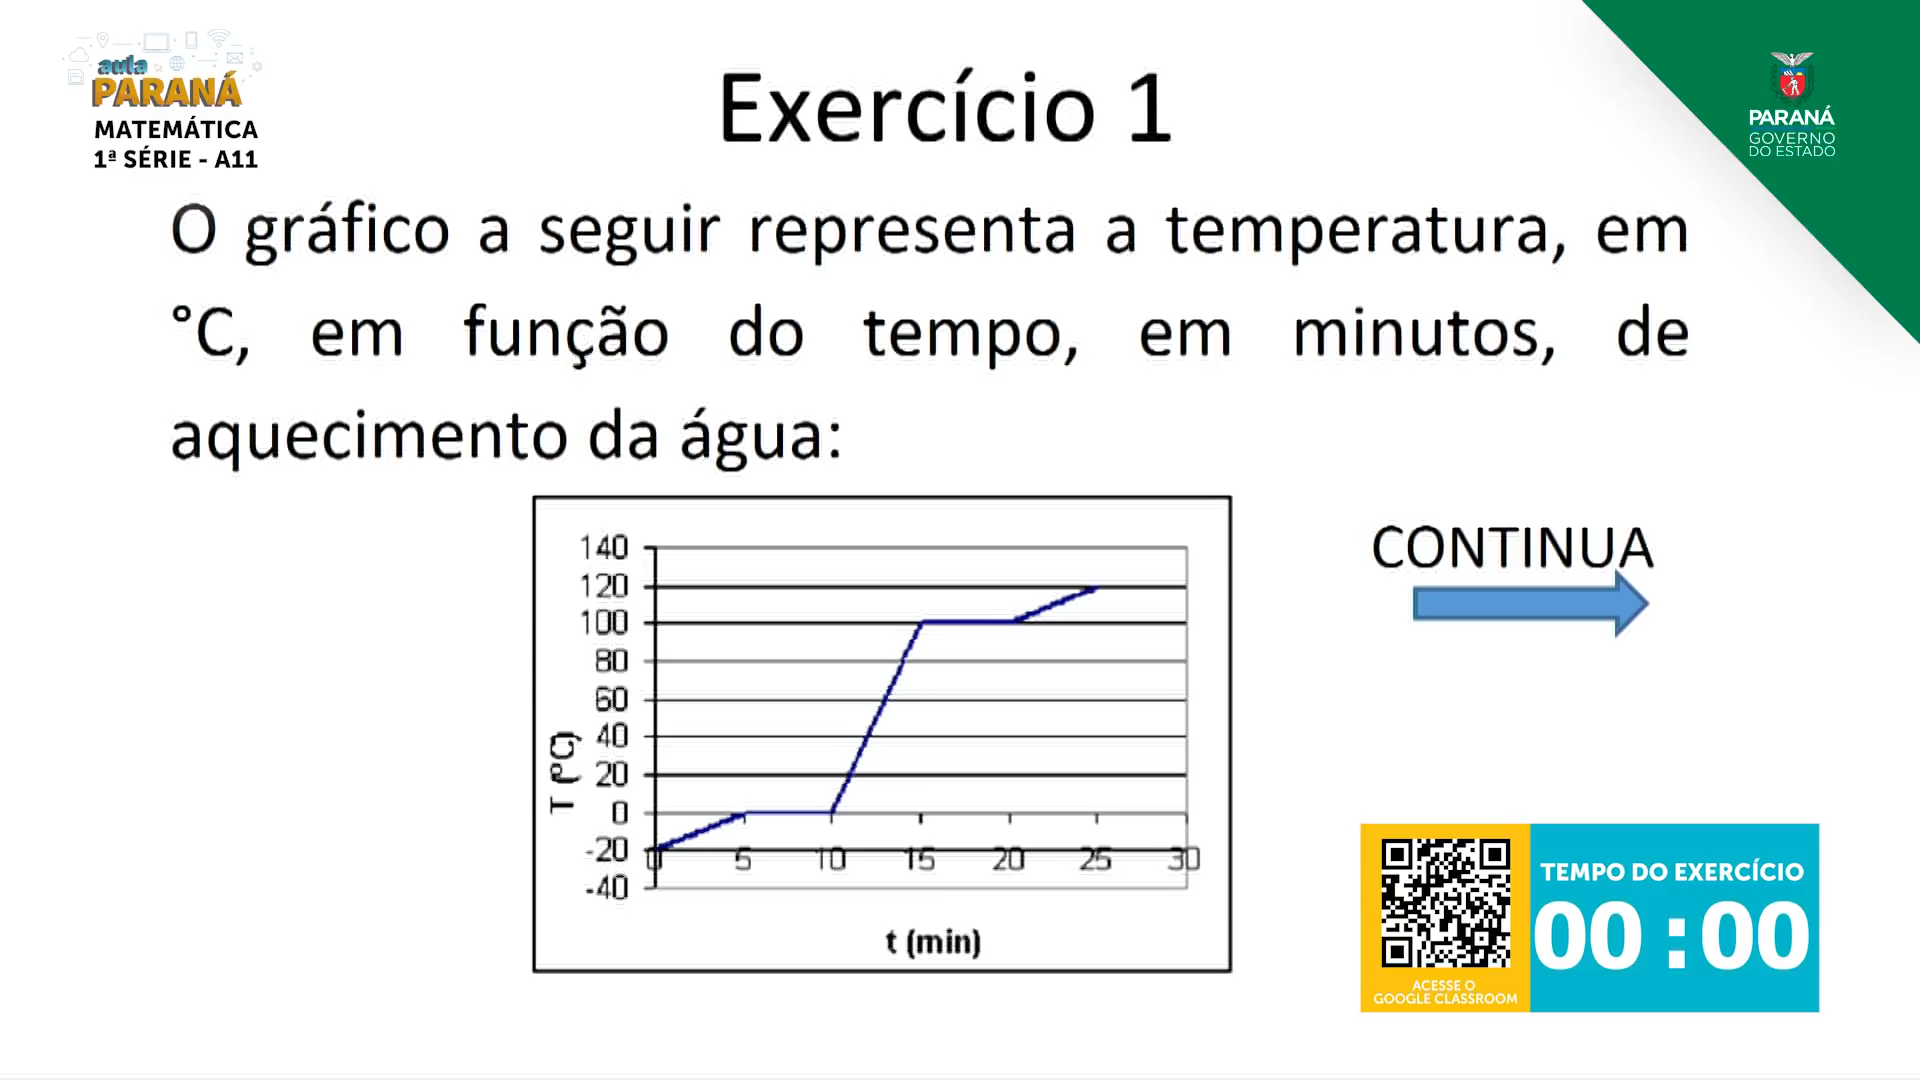 aula
PARANÁ
MATEMÁTICA
1ª SÉRIE - A11
Exercício 1
PARANÁ
GOVERNO
DO ESTADO
O gráfico a seguir representa a temperatura, em
°C, em função do tempo, em minutos, de
aquecimento da água:
CONTINUA
140
120
100
80
60
40
20
0
-20
-40
T (ºC)
0 5 10 15 20 25 30
t (min)
TEMPO DO EXERCÍCIO
00:00
ACESSE O
GOOGLE CLASSROOM